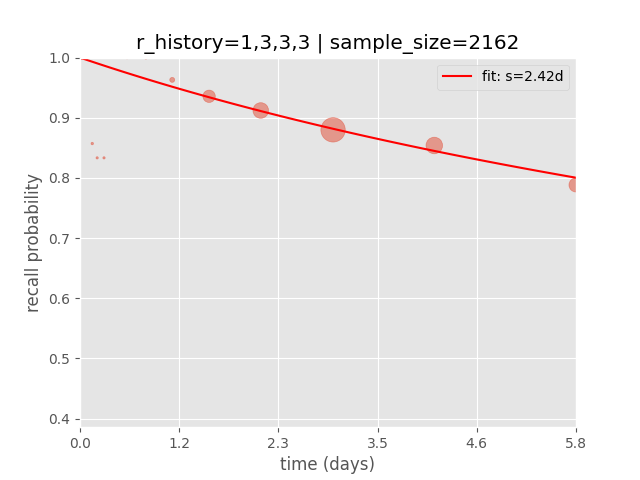 r_history=1,3,3,3 | sample_size=2162
fit: s=2.42d
recall probability
1.0
0.9
0.8
0.7
0.6
0.5
0.4
0.0 1.2 2.3 3.5 4.6 5.8
time (days)